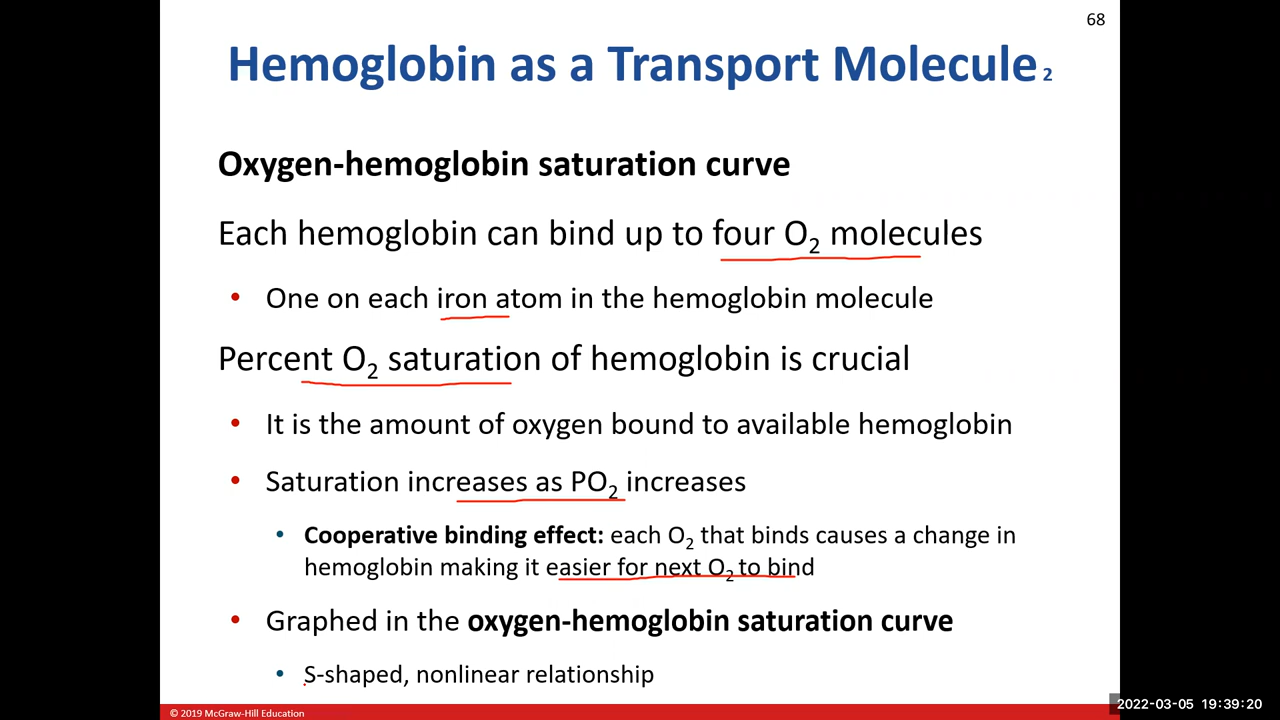 68
Hemoglobin as a Transport Molecule 2
Oxygen-hemoglobin saturation curve
Each hemoglobin can bind up to four O₂ molecules
• One on each iron atom in the hemoglobin molecule
Percent O₂ saturation of hemoglobin is crucial
• It is the amount of oxygen bound to available hemoglobin
• Saturation increases as PO₂ increases
• Cooperative binding effect: each O₂ that binds causes a change in
hemoglobin making it easier for next O₂ to bind
• Graphed in the oxygen-hemoglobin saturation curve
• S-shaped, nonlinear relationship
© 2019 McGraw-Hill Education
2022-03-05 19:39:20